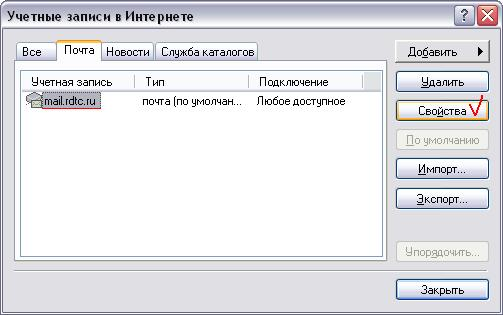 Учетные записи в Интернете
Все Почта Новости Служба каталогов
Учетная запись Тип Подключение
mail.rdtc.ru почта (по умолчан... Любое доступное
Добавить
Удалить
Свойства
По умолчанию
Импорт...
Экспорт...
Упорядочить...
Закрыть